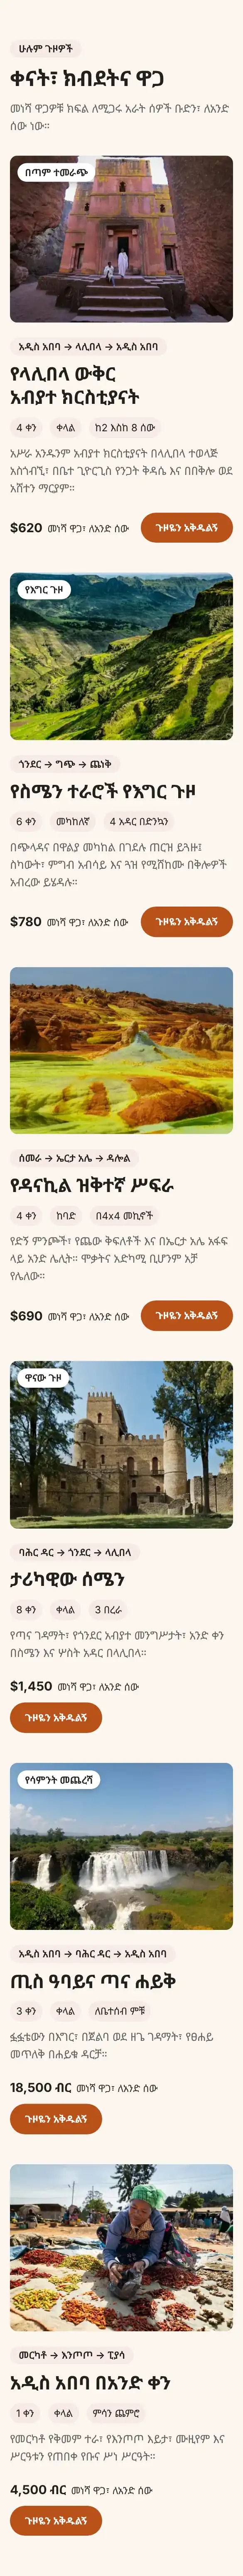 ሁሉም ጉዞዎች
ቀናት፣ ክብደትና ዋጋ
መነሻ ዋጋዎቹ ክፍል ለሚጋሩ አራት ሰዎች ቡድን፣ ለአንድ
ሰው ነው።
በጣም ተመራጭ
አዲስ አበባ → ላሊበላ → አዲስ አበባ
የላሊበላ ውቅር
አብያተ ክርስቲያናት
4 ቀን ቀላል ከ2 እስከ 8 ሰው
አሥራ አንዱንም አብያተ ክርስቲያናት በላሊበላ ተወላጅ
አስጎብኚ፣ በቤተ ጊዮርጊስ የንጋት ቅዳሴ እና በበቅሎ ወደ
አሸተን ማርያም።
$620 መነሻ ዋጋ፣ ለአንድ ሰው ጉዞዬን አቅዱልኝ
የእግር ጉዞ
ጎንደር → ግጭ → ጨነቅ
የስሜን ተራሮች የእግር ጉዞ
6 ቀን መካከለኛ 4 አዳር በድንኳን
በጭላዳና በዋልያ መካከል በገደሉ ጠርዝ ይጓዙ፤
ስካውት፣ ምግብ አብሳይ እና ጓዝ የሚሸከሙ በቅሎዎች
አብረው ይሄዳሉ።
$780 መነሻ ዋጋ፣ ለአንድ ሰው ጉዞዬን አቅዱልኝ
ሰመራ → ኤርታ አሌ → ዳሎል
የዳናኪል ዝቅተኛ ሥፍራ
4 ቀን ከባድ በ4x4 መኪኖች
የድኝ ምንጮች፣ የጨው ቅፍለቶች እና በኤርታ አሌ አፋፍ
ላይ አንድ ሌሊት። ሞቃትና አድካሚ ቢሆንም አቻ
የሌለው።
$690 መነሻ ዋጋ፣ ለአንድ ሰው ጉዞዬን አቅዱልኝ
ዋናው ጉዞ
ባሕር ዳር → ጎንደር → ላሊበላ
ታሪካዊው ሰሜን
8 ቀን ቀላል 3 በረራ
የጣና ገዳማት፣ የጎንደር አብያተ መንግሥታት፣ አንድ ቀን
በስሜን እና ሦስት አዳር በላሊበላ።
$1,450 መነሻ ዋጋ፣ ለአንድ ሰው
ጉዞዬን አቅዱልኝ
የሳምንት መጨረሻ
አዲስ አበባ → ባሕር ዳር → አዲስ አበባ
ጢስ ዓባይና ጣና ሐይቅ
3 ቀን ቀላል ለቤተሰብ ምቹ
ፏፏቴውን በእግር፣ በጀልባ ወደ ዘጌ ገዳማት፣ የፀሐይ
መጥለቅ በሐይቁ ዳርቻ።
18,500 ብር መነሻ ዋጋ፣ ለአንድ ሰው
ጉዞዬን አቅዱልኝ
መርካቶ → እንጦጦ → ፒያሳ
አዲስ አበባ በአንድ ቀን
1 ቀን ቀላል ምሳን ጨምሮ
የመርካቶ የቅመም ተራ፣ የእንጦጦ እይታ፣ ሙዚየም እና
ሥርዓቱን የጠበቀ የቡና ሥነ ሥርዓት።
4,500 ብር መነሻ ዋጋ፣ ለአንድ ሰው
ጉዞዬን አቅዱልኝ